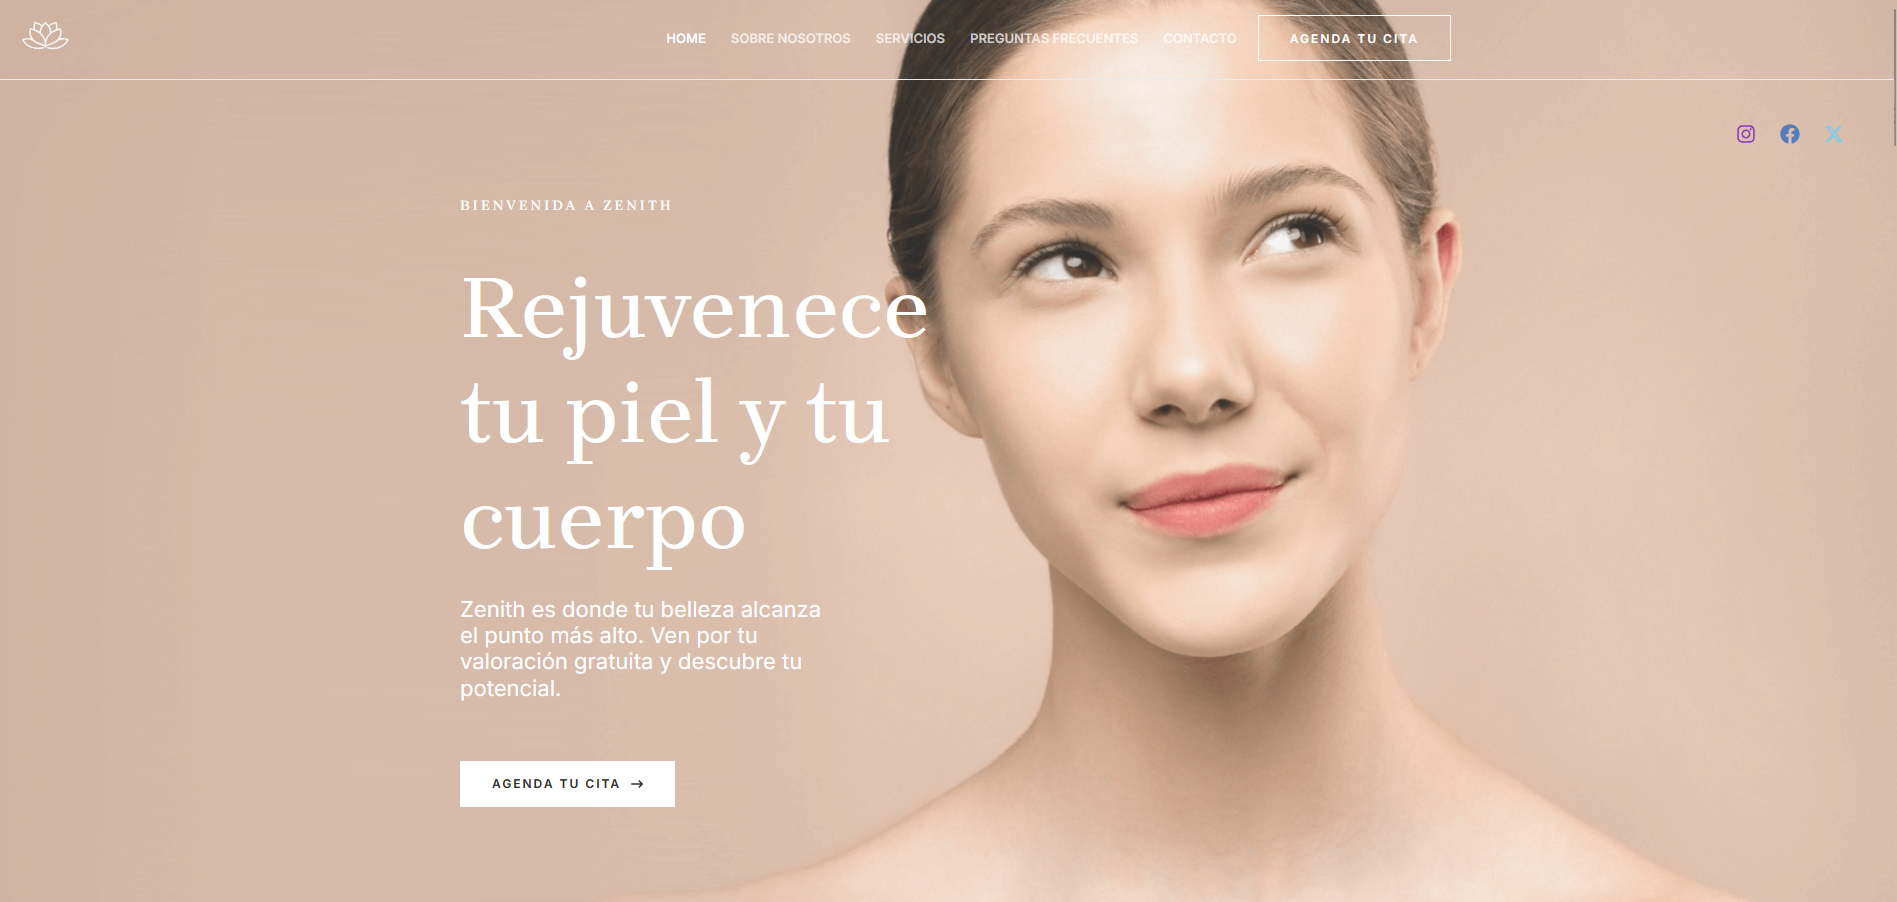 HOME SOBRE NOSOTROS SERVICIOS PREGUNTAS FRECUENTES CONTACTO AGENDA TU CITA
BIENVENIDA A ZENITH
Rejuvenece
tu piel y tu
cuerpo
Zenith es donde tu belleza alcanza
el punto más alto. Ven por tu
valoración gratuita y descubre tu
potencial.
AGENDA TU CITA →